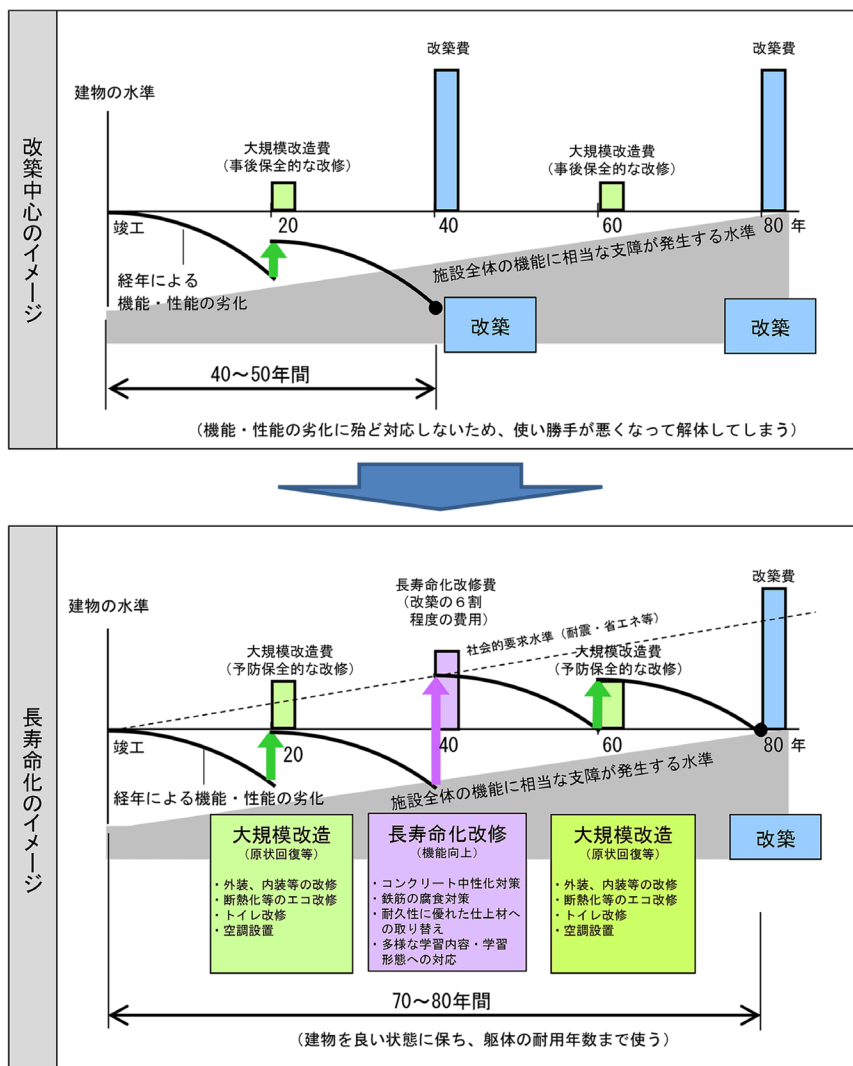 改築中心のイメージ
改築費
改築費
建物の水準
大規模改造費
(事後保全的な改修)
大規模改造費
(事後保全的な改修)
竣工
20
40
60
80 年
経年による
機能・性能の劣化
施設全体の機能に相当な支障が発生する水準
改築
改築
40～50年間
(機能・性能の劣化に殆ど対応しないため、使い勝手が悪くなって解体してしまう)
長寿命化のイメージ
改築費
長寿命化改修費
(改築の6割
程度の費用)
建物の水準
社会的要求水準(耐震・省エネ等)
大規模改造費
(予防保全的な改修)
大規模改造費
(予防保全的な改修)
竣工
20
40
60
80 年
経年による機能・性能の劣化
施設全体の機能に相当な支障が発生する水準
大規模改造
(原状回復等)
・外装、内装等の改修
・断熱化等のエコ改修
・トイレ改修
・空調設置
長寿命化改修
(機能向上)
・コンクリート中性化対策
・鉄筋の腐食対策
・耐久性に優れた仕上材へ
の取り替え
・多様な学習内容・学習
形態への対応
大規模改造
(原状回復等)
・外装、内装等の改修
・断熱化等のエコ改修
・トイレ改修
・空調設置
改築
70～80年間
(建物を良い状態に保ち、躯体の耐用年数まで使う)